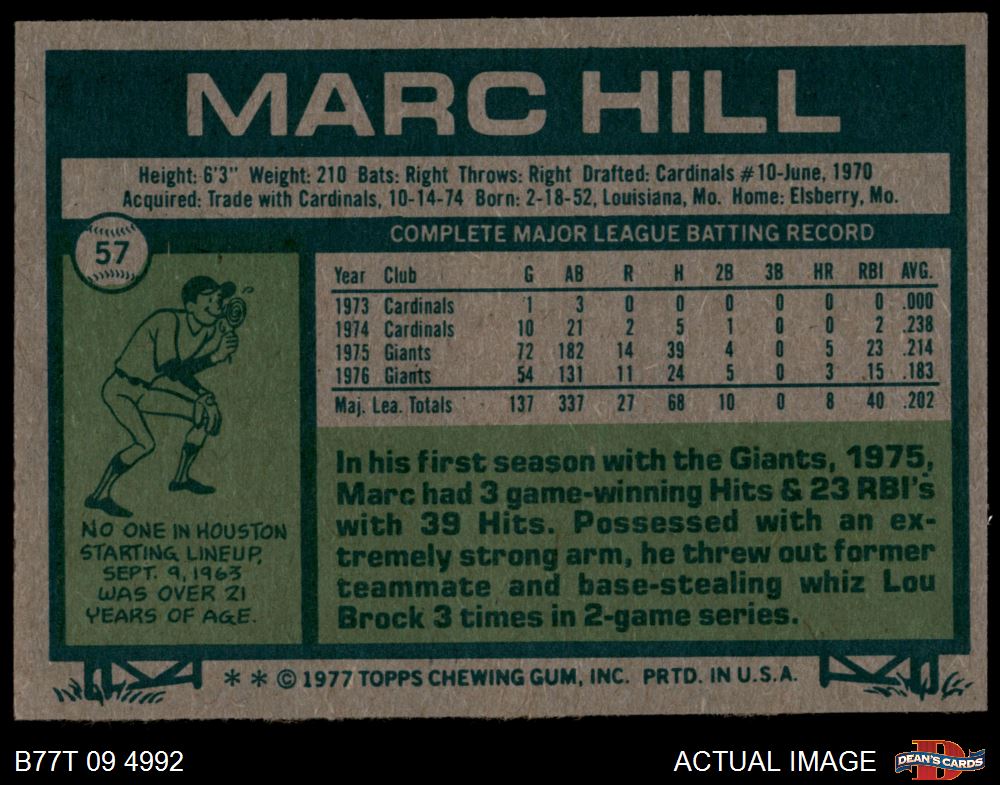 MARC HILL
Height: 6'3" Weight: 210 Bats: Right Throws: Right Drafted: Cardinals #10-June, 1970
Acquired: Trade with Cardinals, 10-14-74 Born: 2-18-52, Louisiana, Mo. Home: Elsberry, Mo.
57
COMPLETE MAJOR LEAGUE BATTING RECORD
Year Club G AB R H 2B 3B HR RBI AVG.
1973 Cardinals 1 3 0 0 0 0 0 0 .000
1974 Cardinals 10 21 2 5 1 0 0 2 .238
1975 Giants 72 182 14 39 4 0 5 23 .214
1976 Giants 54 131 11 24 5 0 3 15 .183
Maj. Lea. Totals 137 337 27 68 10 0 8 40 .202
NO ONE IN HOUSTON
STARTING LINEUP,
SEPT. 9, 1963
WAS OVER 21
YEARS OF AGE.
In his first season with the Giants, 1975,
Marc had 3 game-winning Hits & 23 RBI's
with 39 Hits. Possessed with an ex-
tremely strong arm, he threw out former
teammate and base-stealing whiz Lou
Brock 3 times in 2-game series.
* * © 1977 TOPPS CHEWING GUM, INC. PRTD. IN U.S.A.
B77T 09 4992
ACTUAL IMAGE
D
DEAN'S CARDS